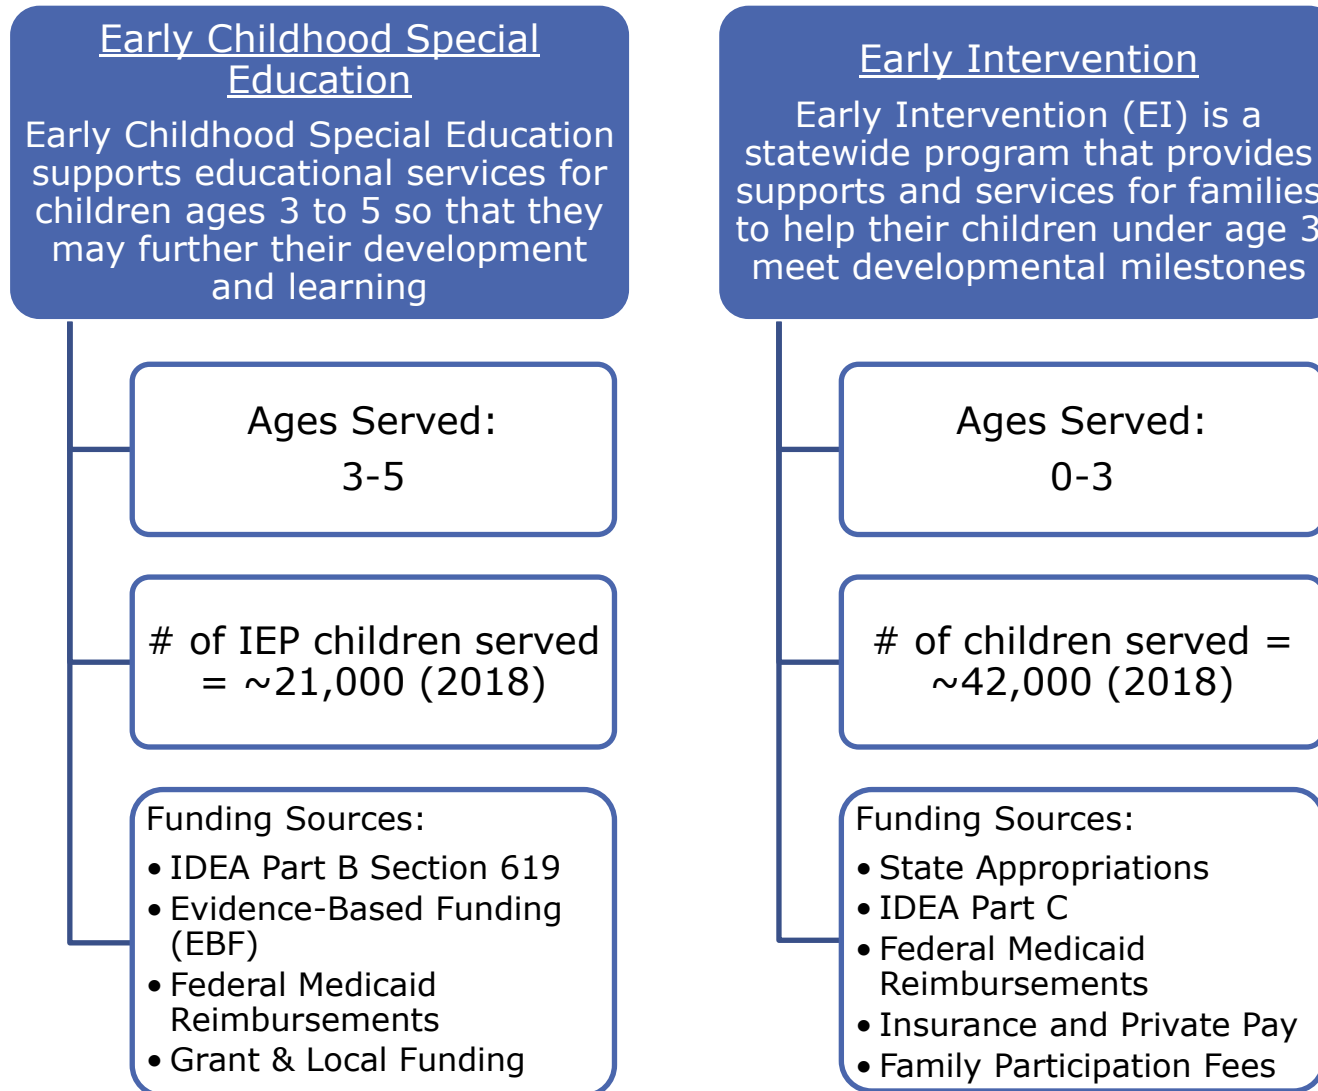 Early Childhood Special
Education
Early Childhood Special Education
supports educational services for
children ages 3 to 5 so that they
may further their development
and learning
Ages Served:
3-5
# of IEP children served
= ~21,000 (2018)
Funding Sources:
• IDEA Part B Section 619
• Evidence-Based Funding
(EBF)
• Federal Medicaid
Reimbursements
• Grant & Local Funding
Early Intervention
Early Intervention (EI) is a
statewide program that provides
supports and services for families
to help their children under age 3
meet developmental milestones
Ages Served:
0-3
# of children served =
~42,000 (2018)
Funding Sources:
• State Appropriations
• IDEA Part C
• Federal Medicaid
Reimbursements
• Insurance and Private Pay
• Family Participation Fees